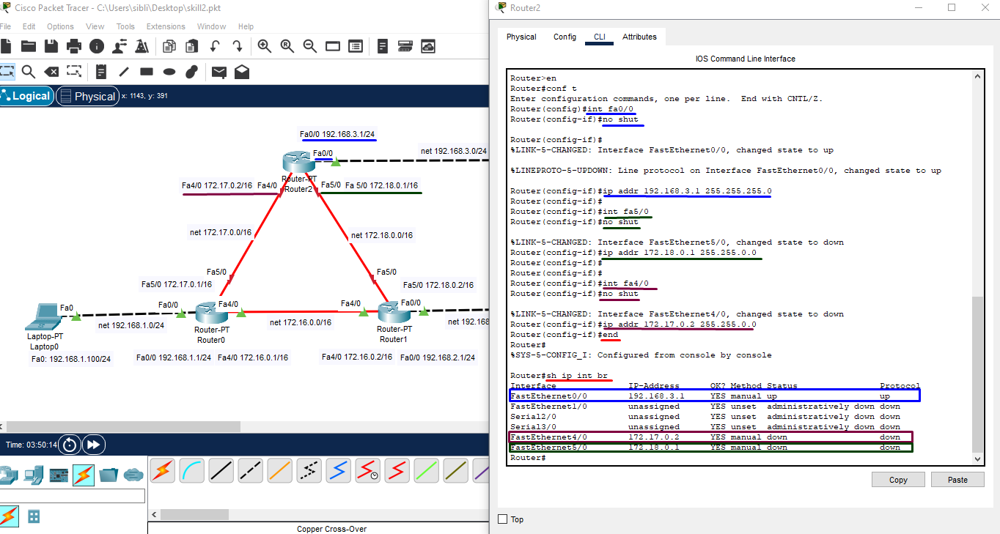 Cisco Packet Tracer - C:\Users\sibli\Desktop\skill2.pkt
File Edit Options View Tools Extensions Window Help
Logical Physical x: 1143, y: 391
Fa0/0 192.168.3.1/24
Fa0/0
net 192.168.3.0/24
Router-PT
Router2
Fa4/0 172.17.0.2/16 Fa4/0
Fa5/0 Fa 5/0 172.18.0.1/16
net 172.17.0.0/16
net 172.18.0.0/16
Fa5/0
Fa5/0
Fa5/0 172.17.0.1/16
Fa5/0 172.18.0.2/16
Fa0
Fa0/0
Fa4/0
Fa4/0
Fa0/0
net 192.168.1.0/24
net 172.16.0.0/16
net 192.168
Laptop-PT
Laptop0
Router-PT
Router0
Router-PT
Router1
Fa0: 192.168.1.100/24
Fa0/0 192.168.1.1/24 Fa4/0 172.16.0.1/16
Fa4/0 172.16.0.2/16 Fa0/0 192.168.2.1/24
Time: 03:50:14
Copper Cross-Over
Router2
Physical Config CLI Attributes
IOS Command Line Interface
Router>en
Router#conf t
Enter configuration commands, one per line.  End with CNTL/Z.
Router(config)#int fa0/0
Router(config-if)#no shut
Router(config-if)#
%LINK-5-CHANGED: Interface FastEthernet0/0, changed state to up
%LINEPROTO-5-UPDOWN: Line protocol on Interface FastEthernet0/0, changed state to up
Router(config-if)#ip addr 192.168.3.1 255.255.255.0
Router(config-if)#
Router(config-if)#int fa5/0
Router(config-if)#no shut
%LINK-5-CHANGED: Interface FastEthernet5/0, changed state to down
Router(config-if)#ip addr 172.18.0.1 255.255.0.0
Router(config-if)#
Router(config-if)#
Router(config-if)#int fa4/0
Router(config-if)#no shut
%LINK-5-CHANGED: Interface FastEthernet4/0, changed state to down
Router(config-if)#ip addr 172.17.0.2 255.255.0.0
Router(config-if)#end
Router#
%SYS-5-CONFIG_I: Configured from console by console
Router#sh ip int br
Interface IP-Address OK? Method Status Protocol
FastEthernet0/0 192.168.3.1 YES manual up up
FastEthernet1/0 unassigned YES unset administratively down down
Serial2/0 unassigned YES unset administratively down down
Serial3/0 unassigned YES unset administratively down down
FastEthernet4/0 172.17.0.2 YES manual down down
FastEthernet5/0 172.18.0.1 YES manual down down
Router#
Copy Paste
Top